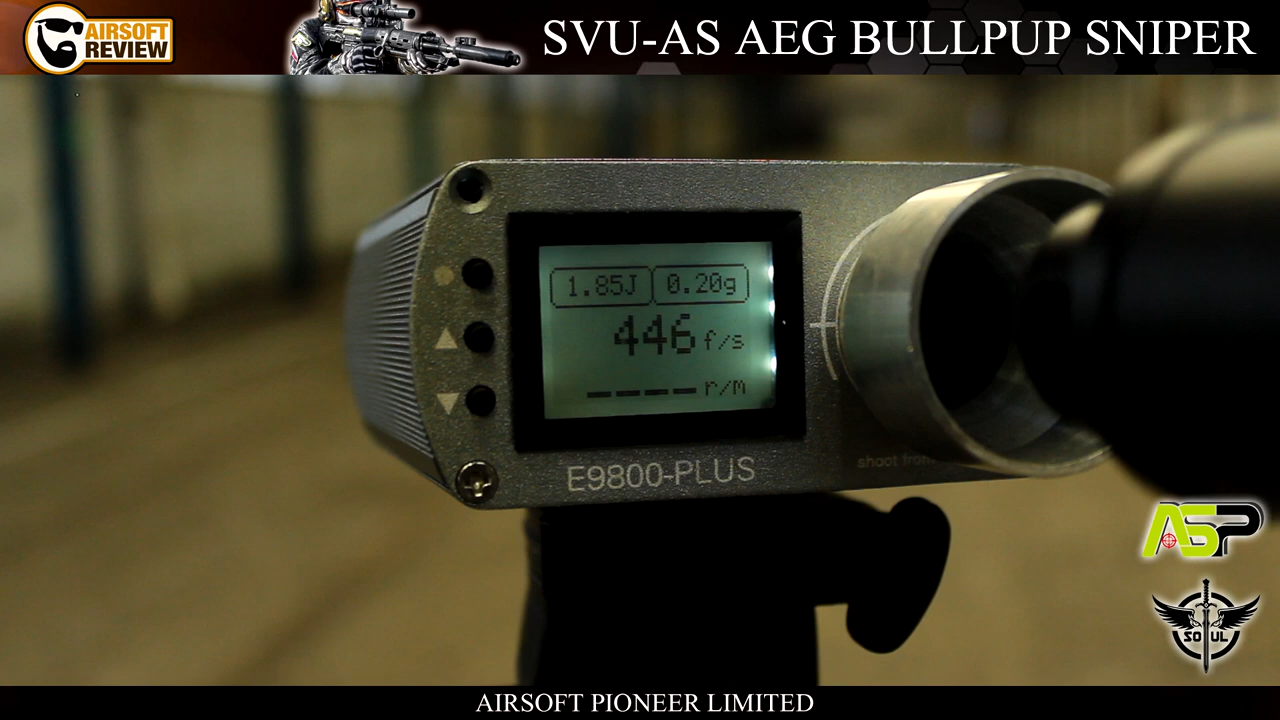 AIRSOFT
REVIEW
SVU-AS AEG BULLPUP SNIPER
1.85J 0.20g
446 f/s
---- r/M
E9800-PLUS
shoot from
ASP
SOUL
AIRSOFT PIONEER LIMITED